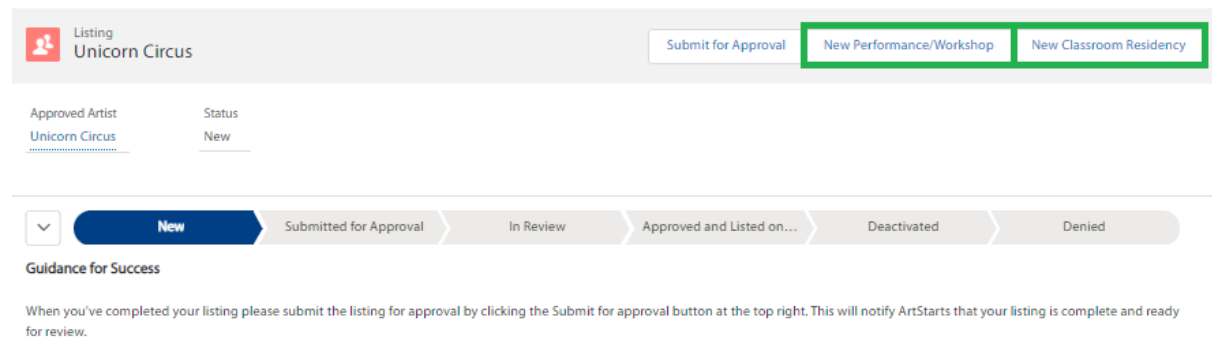 Listing
Unicorn Circus
Submit for Approval
New Performance/Workshop
New Classroom Residency
Approved Artist
Status
Unicorn Circus
New
New
Submitted for Approval
In Review
Approved and Listed on...
Deactivated
Denied
Guidance for Success
When you've completed your listing please submit the listing for approval by clicking the Submit for approval button at the top right. This will notify ArtStarts that your listing is complete and ready
for review.